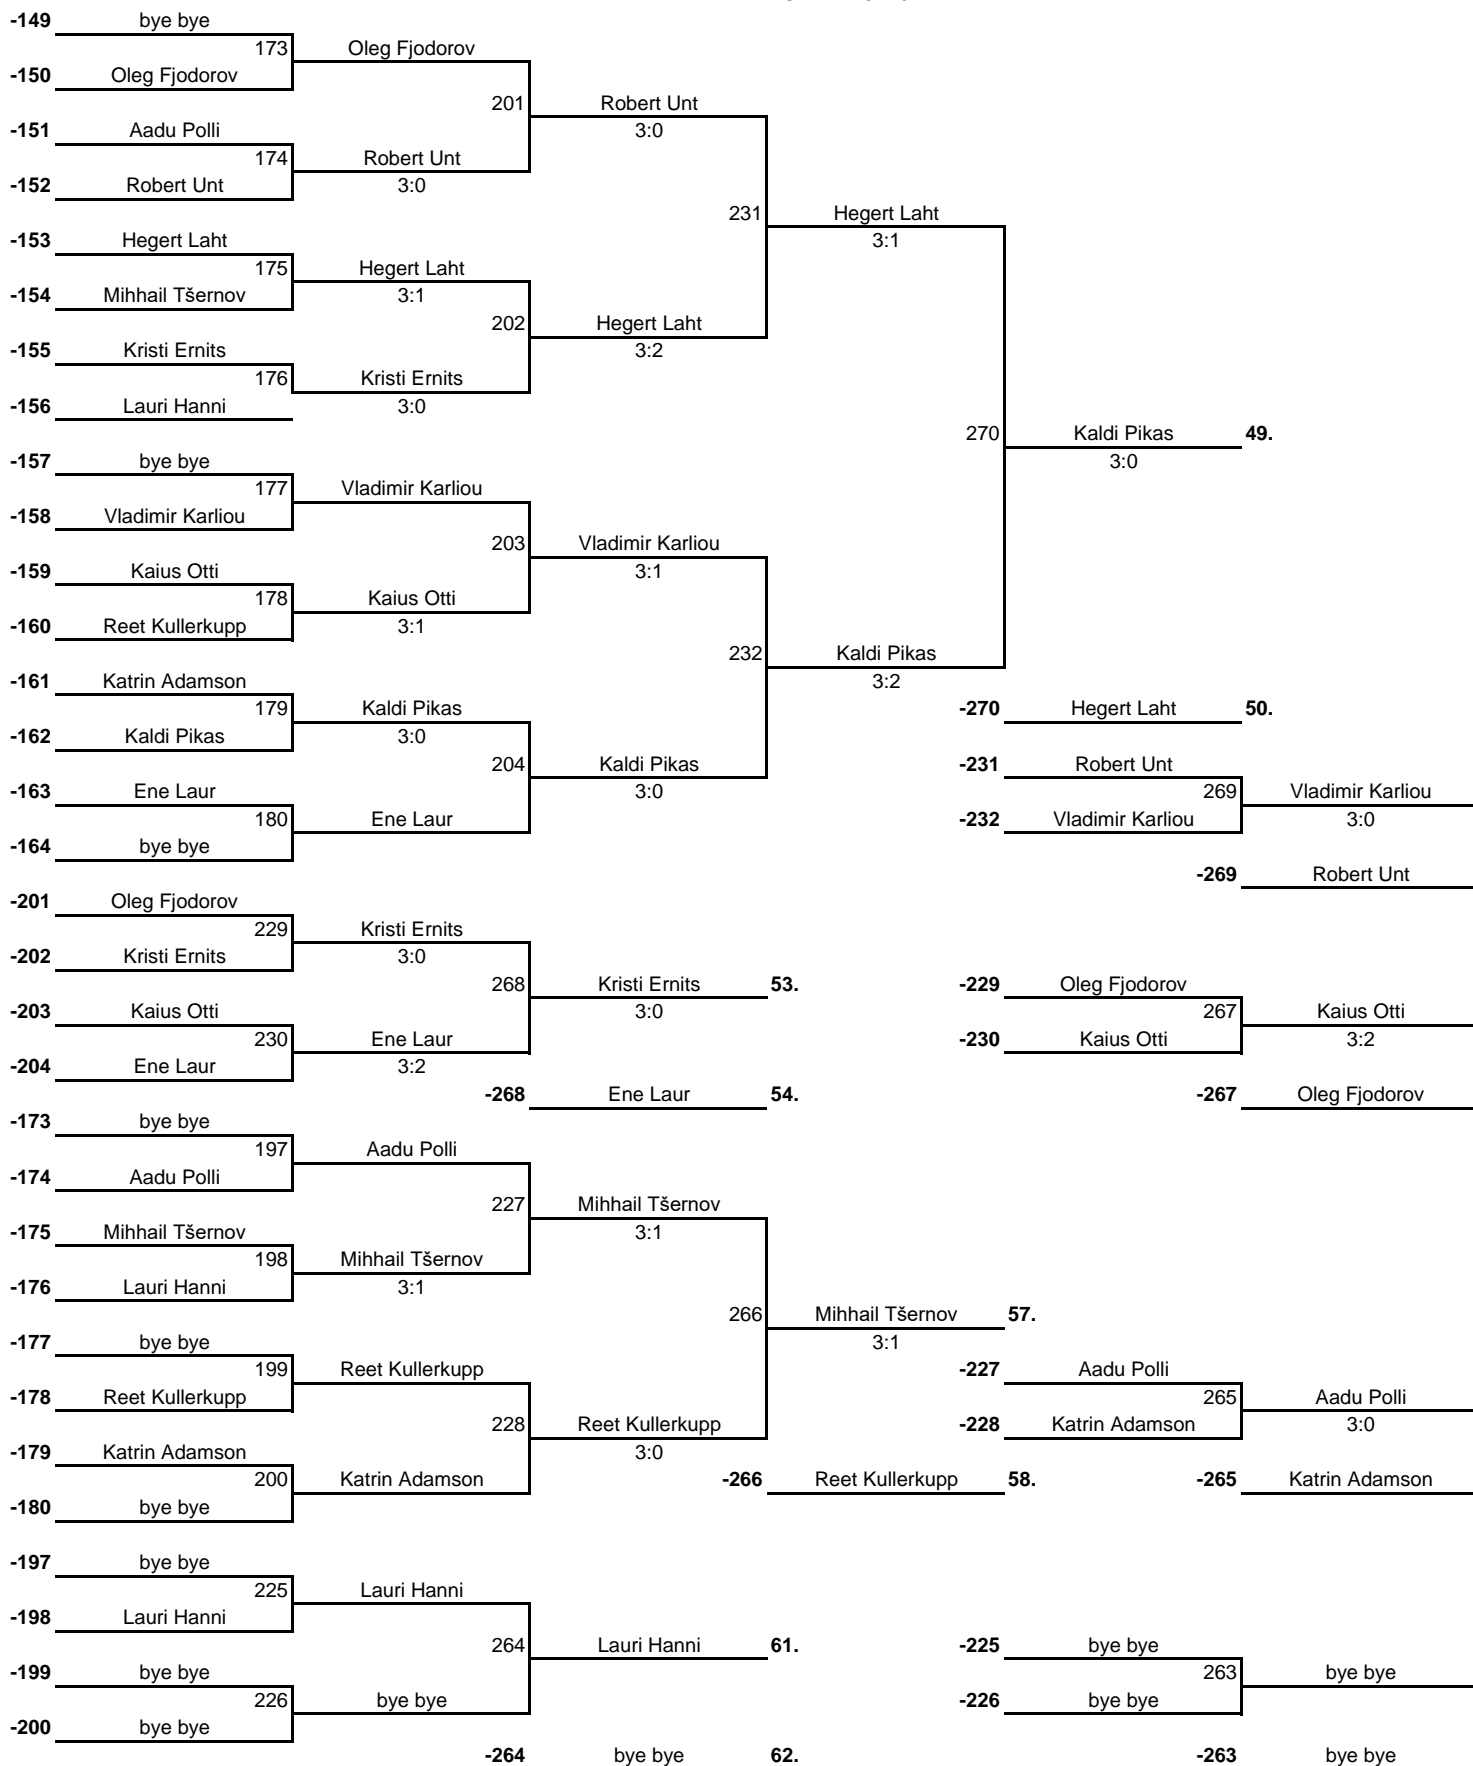 -149 bye bye
173 Oleg Fjodorov
-150 Oleg Fjodorov
201 Robert Unt
-151 Aadu Polli 3:0
174 Robert Unt
-152 Robert Unt 3:0
231 Hegert Laht
-153 Hegert Laht 3:1
175 Hegert Laht
-154 Mihhail Tšernov 3:1
202 Hegert Laht
-155 Kristi Ernits 3:2
176 Kristi Ernits
-156 Lauri Hanni 3:0
270 Kaldi Pikas 49.
-157 bye bye 3:0
177 Vladimir Karliou
-158 Vladimir Karliou
203 Vladimir Karliou
-159 Kaius Otti 3:1
178 Kaius Otti
-160 Reet Kullerkupp 3:1
232 Kaldi Pikas
-161 Katrin Adamson 3:2
179 Kaldi Pikas -270 Hegert Laht 50.
-162 Kaldi Pikas 3:0
204 Kaldi Pikas -231 Robert Unt
-163 Ene Laur 3:0 269 Vladimir Karliou
180 Ene Laur -232 Vladimir Karliou 3:0
-164 bye bye
-269 Robert Unt
-201 Oleg Fjodorov
229 Kristi Ernits
-202 Kristi Ernits 3:0
268 Kristi Ernits 53. -229 Oleg Fjodorov
-203 Kaius Otti 3:0 267 Kaius Otti
230 Ene Laur -230 Kaius Otti 3:2
-204 Ene Laur 3:2
-268 Ene Laur 54. -267 Oleg Fjodorov
-173 bye bye
197 Aadu Polli
-174 Aadu Polli
227 Mihhail Tšernov
-175 Mihhail Tšernov 3:1
198 Mihhail Tšernov
-176 Lauri Hanni 3:1
266 Mihhail Tšernov 57.
-177 bye bye 3:1
199 Reet Kullerkupp -227 Aadu Polli
-178 Reet Kullerkupp 265 Aadu Polli
228 Reet Kullerkupp -228 Katrin Adamson 3:0
-179 Katrin Adamson 3:0
200 Katrin Adamson -266 Reet Kullerkupp 58. -265 Katrin Adamson
-180 bye bye
-197 bye bye
225 Lauri Hanni
-198 Lauri Hanni
264 Lauri Hanni 61. -225 bye bye
-199 bye bye 263 bye bye
226 bye bye -226 bye bye
-200 bye bye
-264 bye bye 62. -263 bye bye